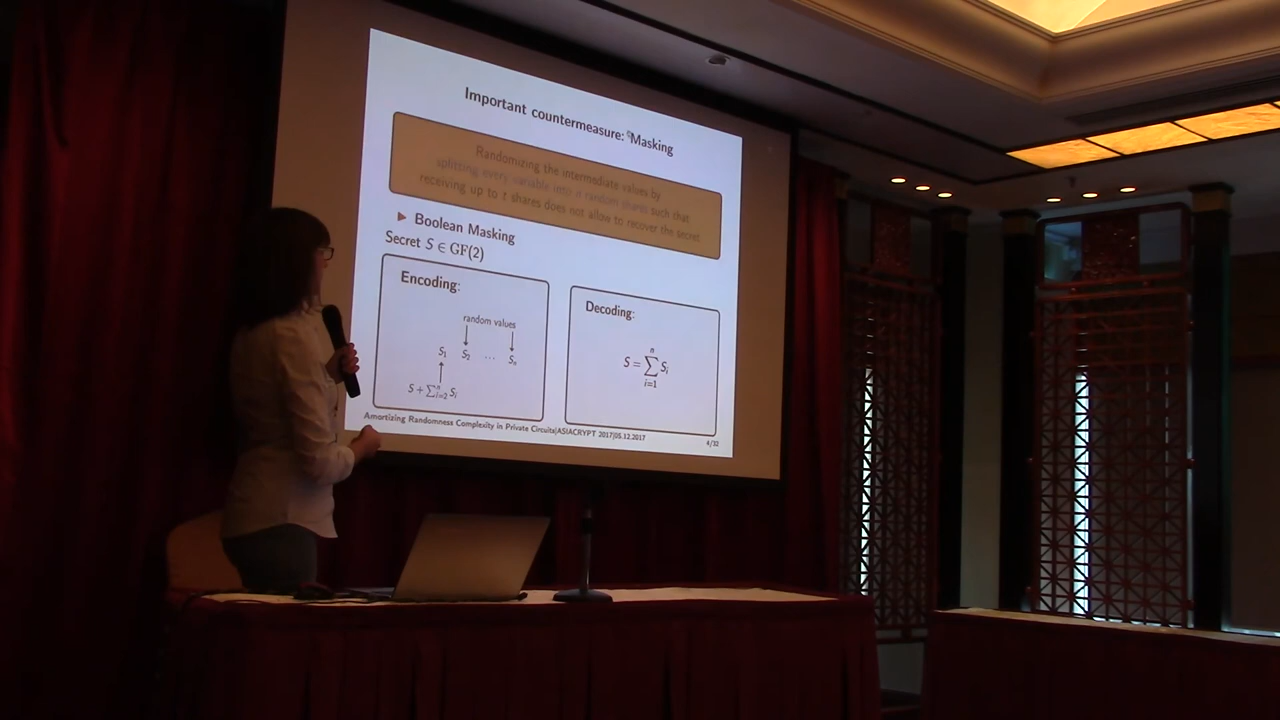 Important countermeasure: Masking
Randomizing the intermediate values by
splitting every variable into n random shares such that
receiving up to t shares does not allow to recover the secret
▶ Boolean Masking
Secret S ∈ GF(2)
Encoding:
random values
S₁ S₂ ⋯ Sₙ
S + ∑ⁿᵢ₌₂ Sᵢ
Decoding:
S = ∑ⁿᵢ₌₁ Sᵢ
Amortizing Randomness Complexity in Private Circuits|ASIACRYPT 2017|05.12.2017
4/32